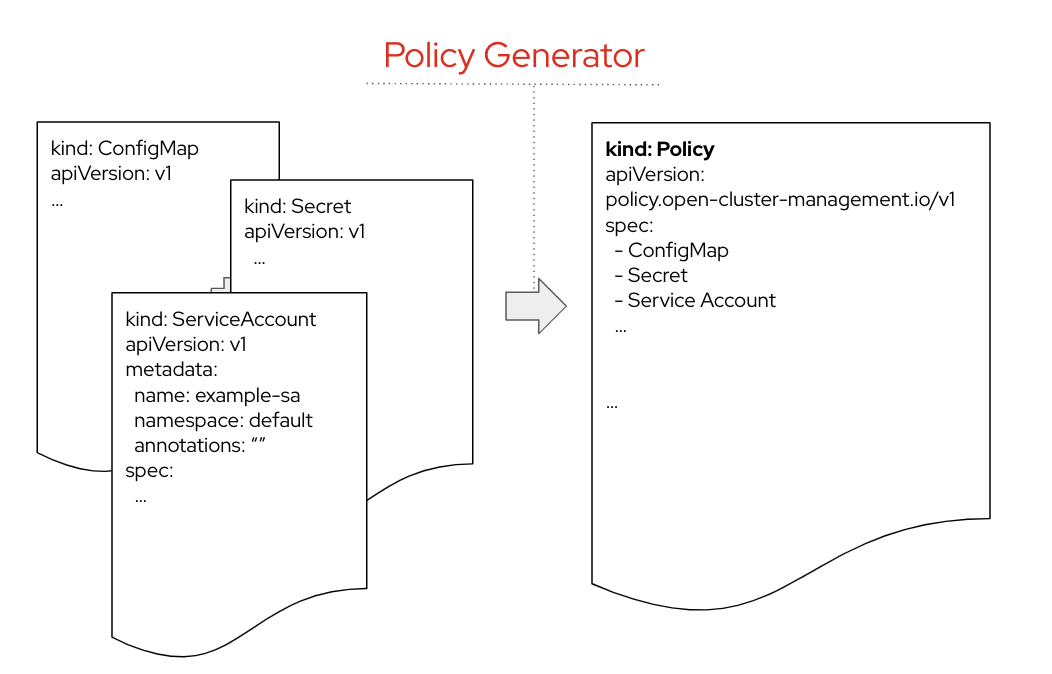 Policy Generator
kind: ConfigMap
apiVersion: v1
...
kind: Secret
apiVersion: v1
...
kind: ServiceAccount
apiVersion: v1
metadata:
name: example-sa
namespace: default
annotations: “”
spec:
...
kind: Policy
apiVersion:
policy.open-cluster-management.io/v1
spec:
- ConfigMap
- Secret
- Service Account
...
...